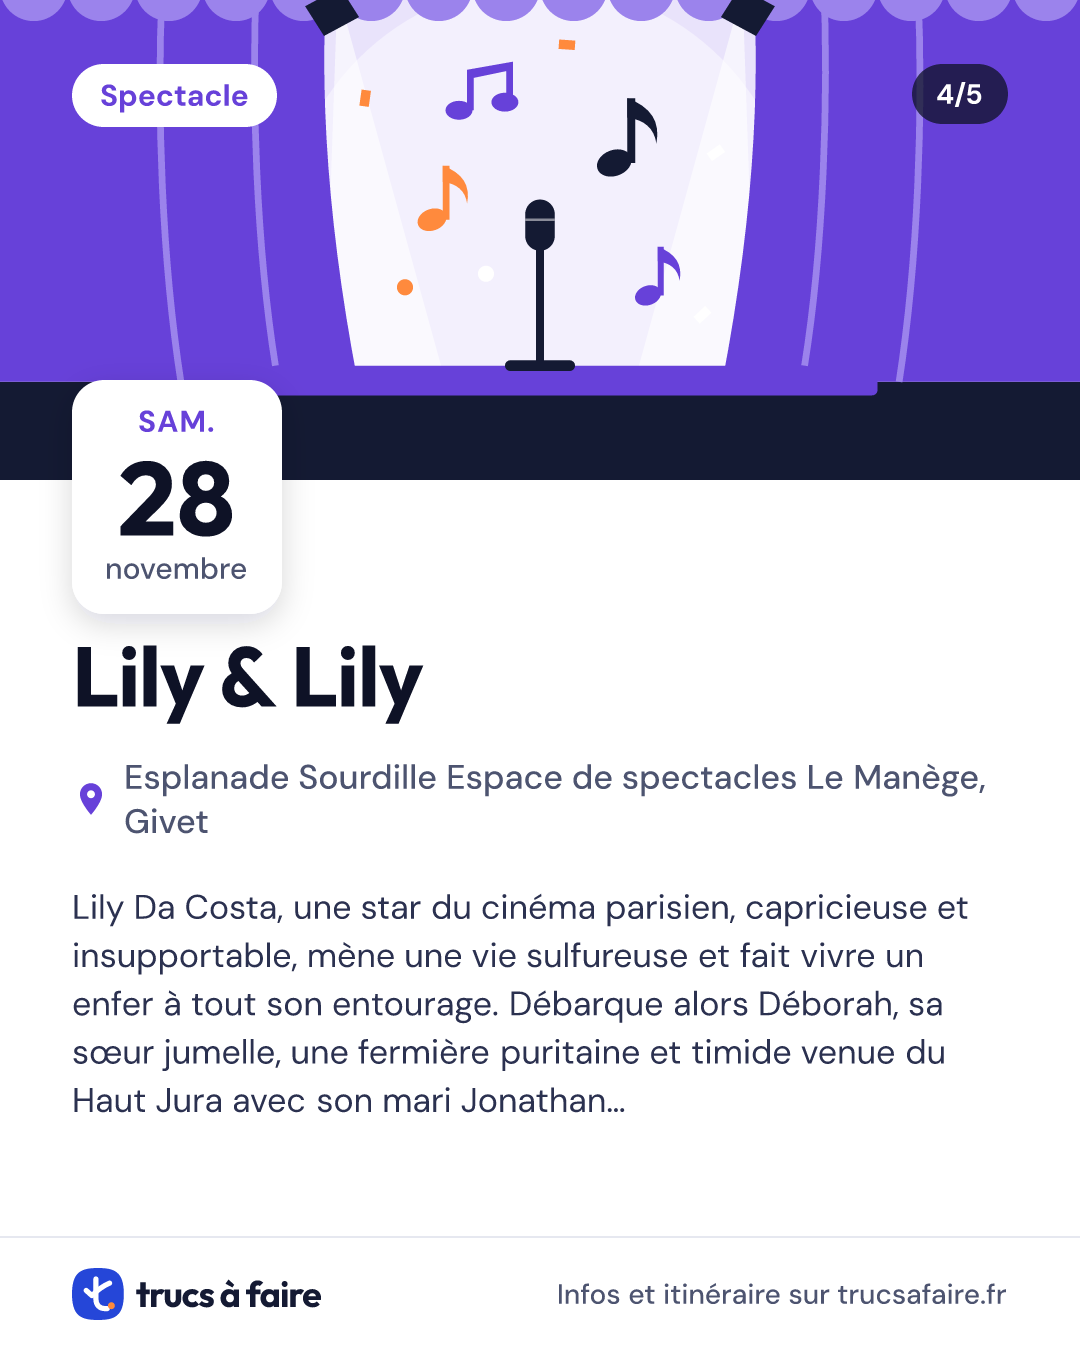 Spectacle
4/5
SAM.
28
novembre
Lily & Lily
Esplanade Sourdille Espace de spectacles Le Manège,
Givet
Lily Da Costa, une star du cinéma parisien, capricieuse et
insupportable, mène une vie sulfureuse et fait vivre un
enfer à tout son entourage. Débarque alors Déborah, sa
sœur jumelle, une fermière puritaine et timide venue du
Haut Jura avec son mari Jonathan…
trucs à faire
Infos et itinéraire sur trucsafaire.fr